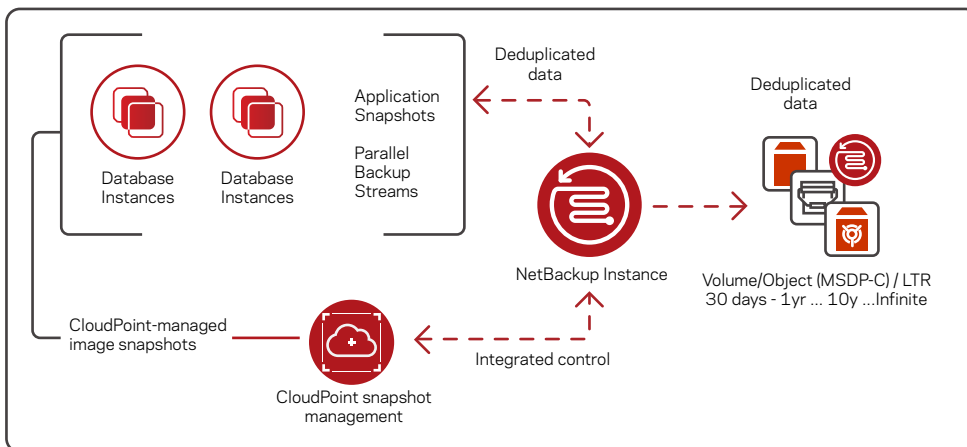 Deduplicated
data
Application
Snapshots
Parallel
Backup
Streams
Database
Instances
Database
Instances
Deduplicated
data
NetBackup Instance
Volume/Object (MSDP-C) / LTR
30 days - 1yr ... 10y ...Infinite
CloudPoint-managed
image snapshots
Integrated control
CloudPoint snapshot
management